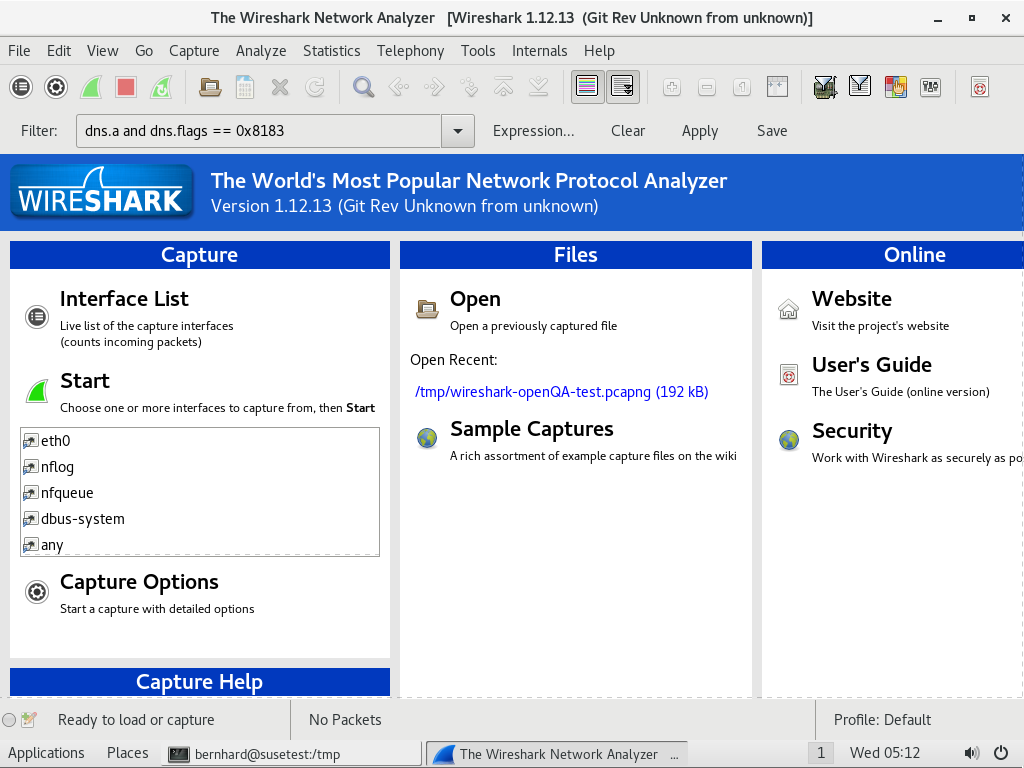 The Wireshark Network Analyzer   [Wireshark 1.12.13  (Git Rev Unknown from unknown)]
File Edit View Go Capture Analyze Statistics Telephony Tools Internals Help
Filter: dns.a and dns.flags == 0x8183 Expression... Clear Apply Save
WIRESHARK
The World's Most Popular Network Protocol Analyzer
Version 1.12.13 (Git Rev Unknown from unknown)
Capture
Interface List
Live list of the capture interfaces
(counts incoming packets)
Start
Choose one or more interfaces to capture from, then Start
eth0
nflog
nfqueue
dbus-system
any
Capture Options
Start a capture with detailed options
Capture Help
Files
Open
Open a previously captured file
Open Recent:
/tmp/wireshark-openQA-test.pcapng (192 kB)
Sample Captures
A rich assortment of example capture files on the wiki
Online
Website
Visit the project's website
User's Guide
The User's Guide (online version)
Security
Work with Wireshark as securely as po
Ready to load or capture No Packets Profile: Default
Applications Places bernhard@susetest:/tmp The Wireshark Network Analyzer ... 1 Wed 05:12